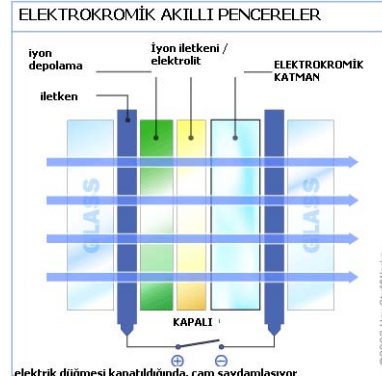 ELEKTROKROMİK AKILLI PENCERELER
iyon
depolama
İyon iletkeni /
elektrolit
ELEKTROKROMİK
KATMAN
iletken
GLASS
GLASS
KAPALI
elektrik düğmesi kapatıldığında, cam saydamlaşıyor